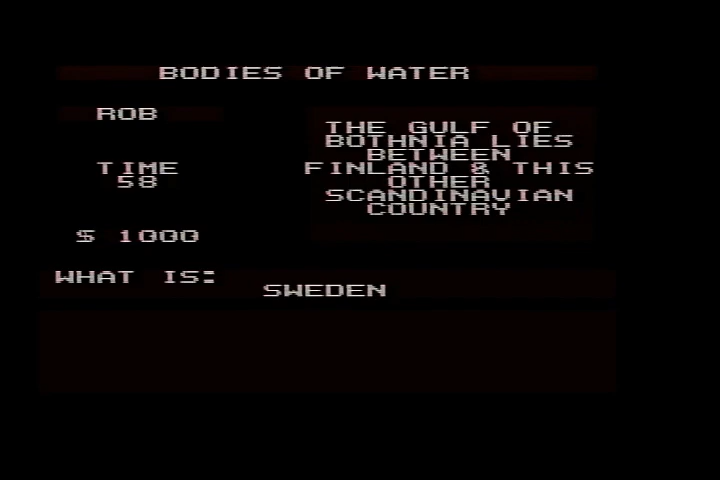 BODIES OF WATER
ROB
THE GULF OF
BOTHNIA LIES
BETWEEN
FINLAND & THIS
OTHER
SCANDINAVIAN
COUNTRY
TIME
58
$ 1000
WHAT IS:
SWEDEN